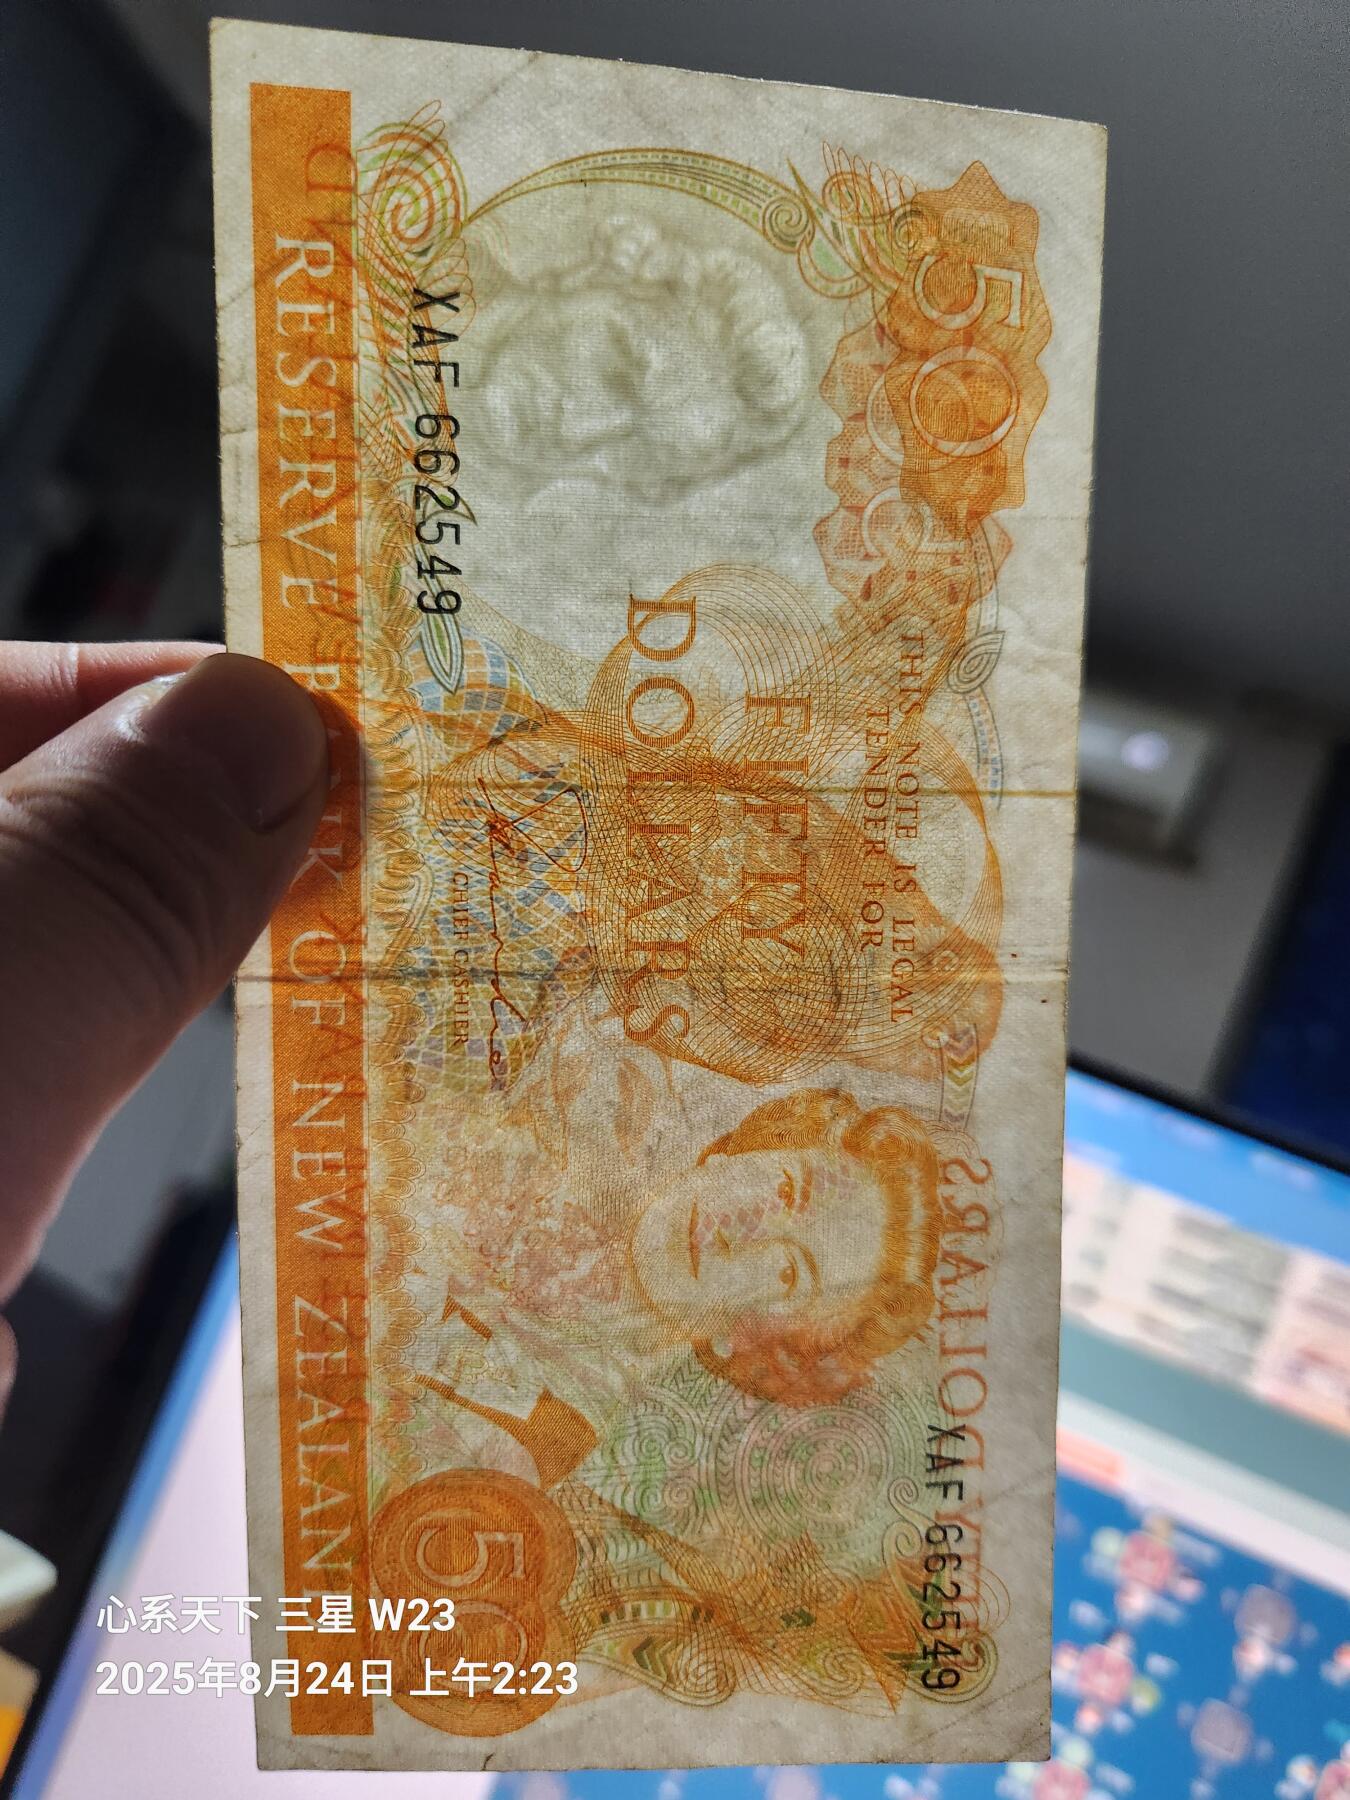 RESERVE BANK OF NEW ZEALAND
XAF 662549
50
THIS NOTE IS LEGAL
TENDER FOR
FIFTY
DOLLARS
CHIEF CASHIER
XAF 662549
50
心系天下 三星 W23
2025年8月24日 上午2:23